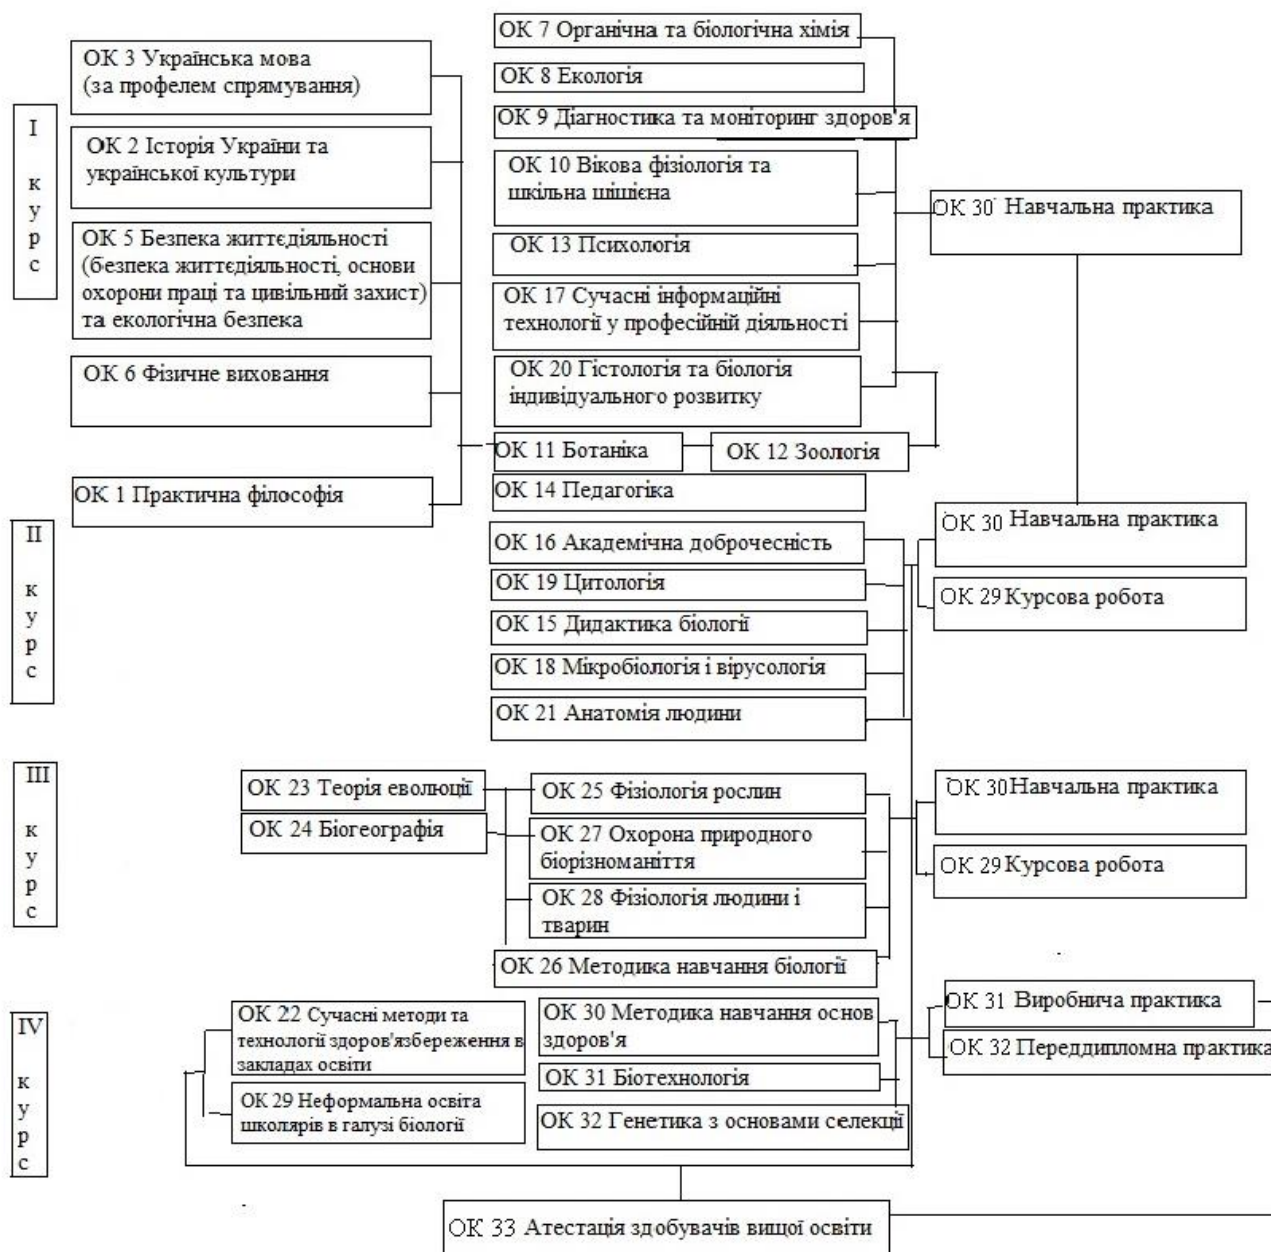 I
к
у
р
с
ОК 3 Українська мова
(за профелем спрямування)
ОК 2 Історія України та
української культури
ОК 5 Безпека життєдіяльності
(безпека життєдіяльності, основи
охорони праці та цивільний захист)
та екологічна безпека
ОК 6 Фізичне виховання
ОК 1 Практична філософія
ОК 7 Органічна та біологічна хімія
ОК 8 Екологія
ОК 9 Діагностика та моніторинг здоров'я
ОК 10 Вікова фізіологія та
шкільна шішієна
ОК 13 Психологія
ОК 17 Сучасні інформаційні
технології у професійній діяльності
ОК 20 Гістологія та біологія
індивідуального розвитку
ОК 11 Ботаніка
ОК 12 Зоологія
ОК 14 Педагогіка
ОК 30 Навчальна практика
II
к
у
р
с
ОК 16 Академічна доброчесність
ОК 19 Цитологія
ОК 15 Дидактика біології
ОК 18 Мікробіологія і вірусологія
ОК 21 Анатомія людини
ОК 30 Навчальна практика
ОК 29 Курсова робота
III
к
у
р
с
ОК 23 Теорія еволюції
ОК 24 Біогеографія
ОК 25 Фізіологія рослин
ОК 27 Охорона природного
біорізноманіття
ОК 28 Фізіологія людини і
тварин
ОК 26 Методика навчання біології
ОК 30 Навчальна практика
ОК 29 Курсова робота
IV
к
у
р
с
ОК 22 Сучасні методи та
технології здоров'язбереження в
закладах освіти
ОК 29 Неформальна освіта
школярів в галузі біології
ОК 30 Методика навчання основ
здоров'я
ОК 31 Біотехнологія
ОК 32 Генетика з основами селекції
ОК 31 Виробнича практика
ОК 32 Переддипломна практика
ОК 33 Атестація здобувачів вищої освіти